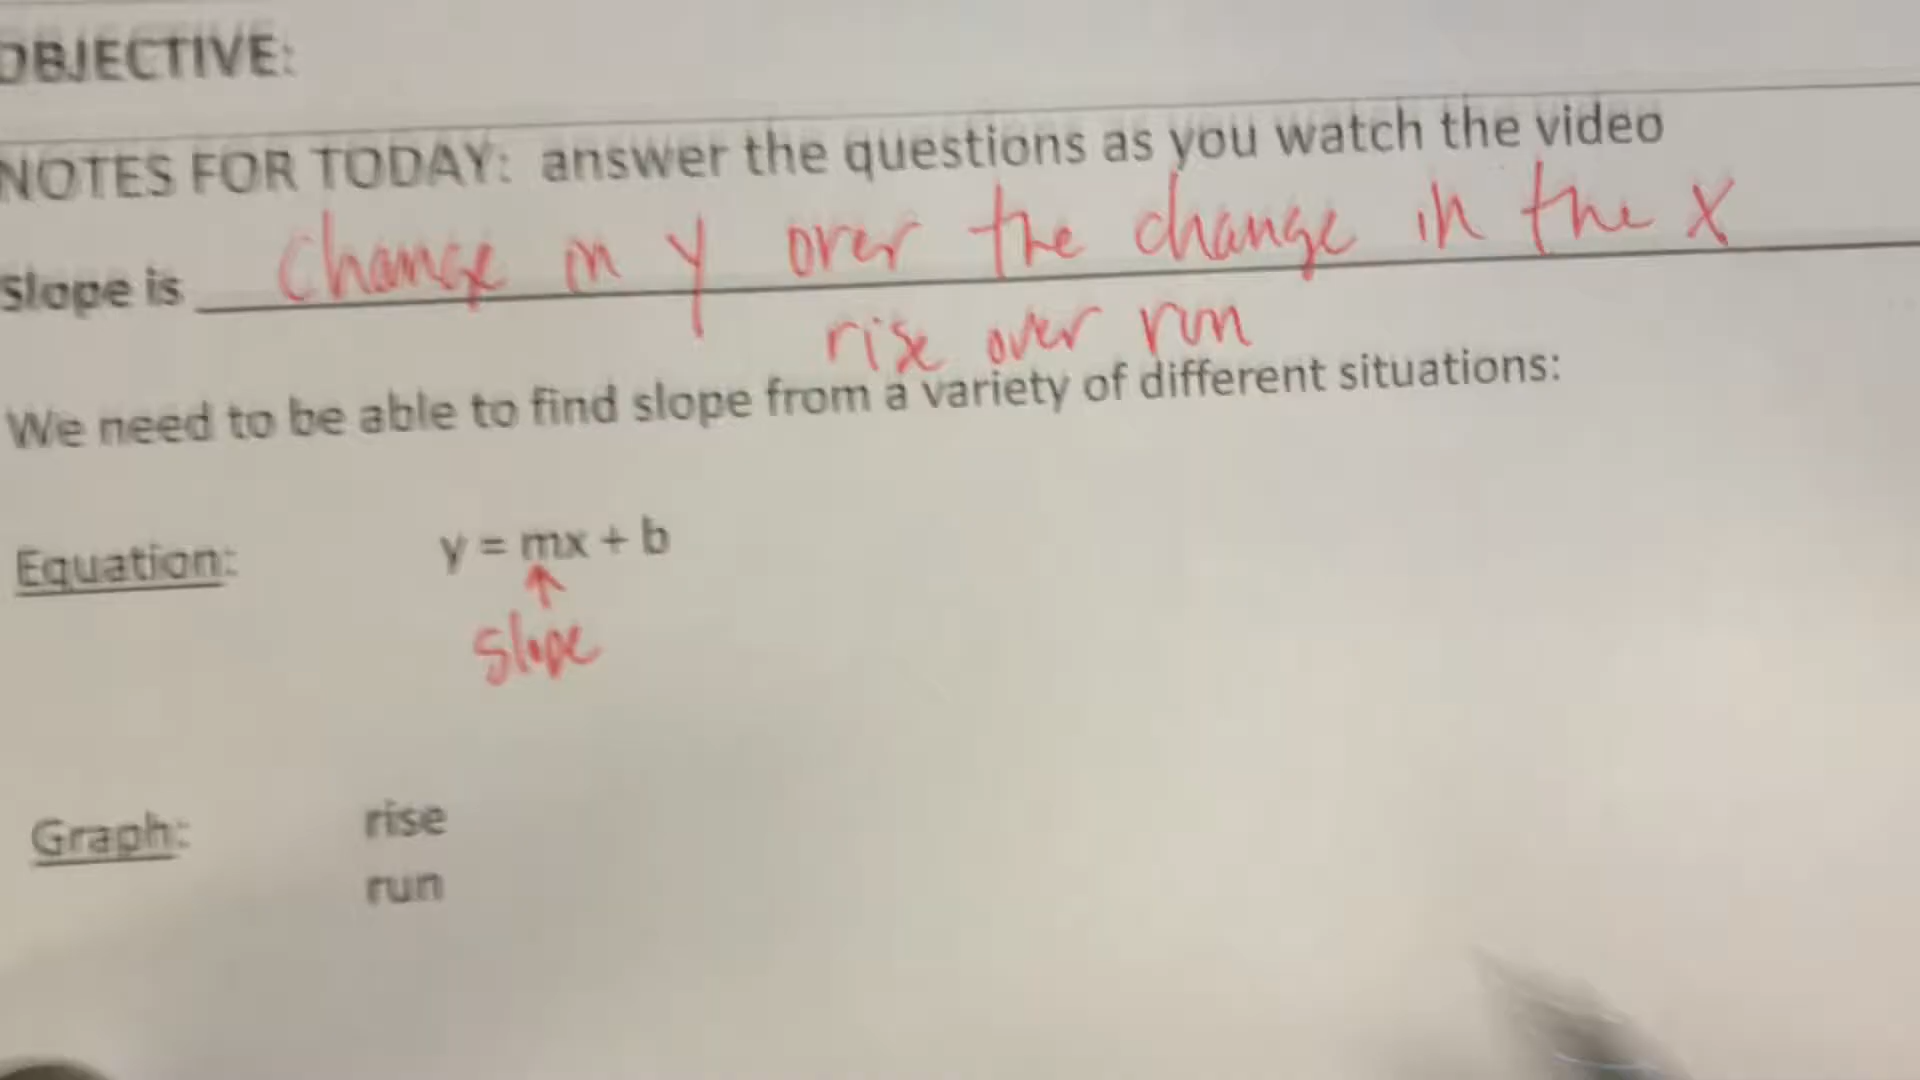 OBJECTIVE:
NOTES FOR TODAY: answer the questions as you watch the video
Slope is change in y over the change in the x
rise over run
We need to be able to find slope from a variety of different situations:
Equation: y = mx + b
slope
Graph: rise
run